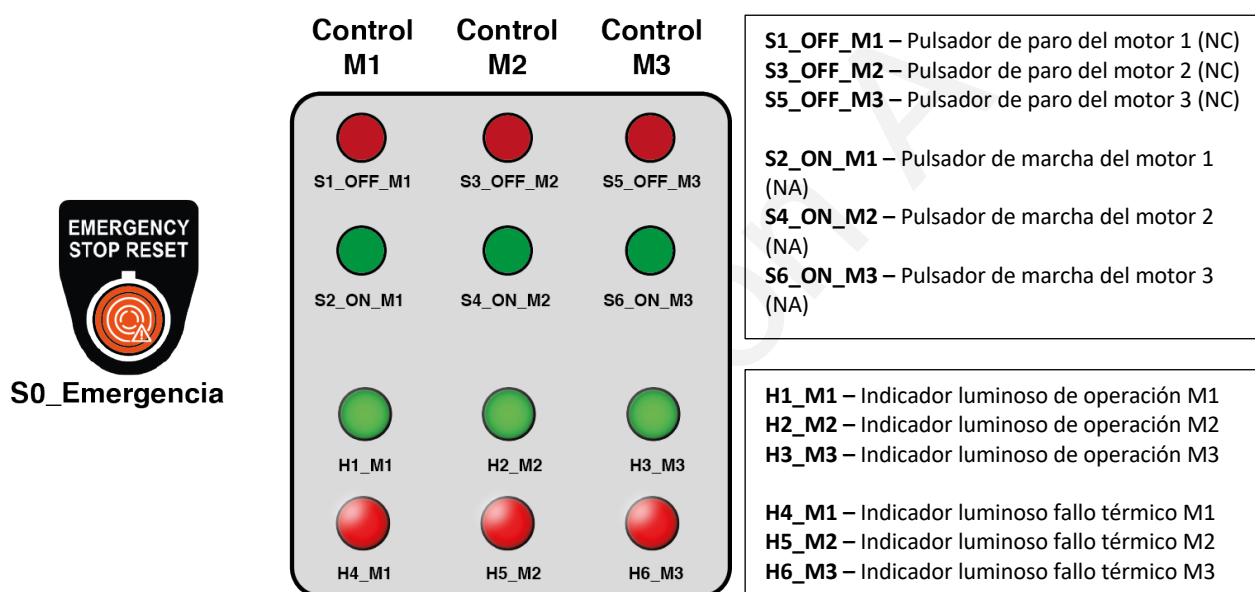 Control Control Control
M1 M2 M3
S1_OFF_M1 S3_OFF_M2 S5_OFF_M3
EMERGENCY
STOP RESET
S2_ON_M1 S4_ON_M2 S6_ON_M3
S0_Emergencia
H1_M1 H2_M2 H3_M3
H4_M1 H5_M2 H6_M3
S1_OFF_M1 – Pulsador de paro del motor 1 (NC)
S3_OFF_M2 – Pulsador de paro del motor 2 (NC)
S5_OFF_M3 – Pulsador de paro del motor 3 (NC)
S2_ON_M1 – Pulsador de marcha del motor 1
(NA)
S4_ON_M2 – Pulsador de marcha del motor 2
(NA)
S6_ON_M3 – Pulsador de marcha del motor 3
(NA)
H1_M1 – Indicador luminoso de operación M1
H2_M2 – Indicador luminoso de operación M2
H3_M3 – Indicador luminoso de operación M3
H4_M1 – Indicador luminoso fallo térmico M1
H5_M2 – Indicador luminoso fallo térmico M2
H6_M3 – Indicador luminoso fallo térmico M3